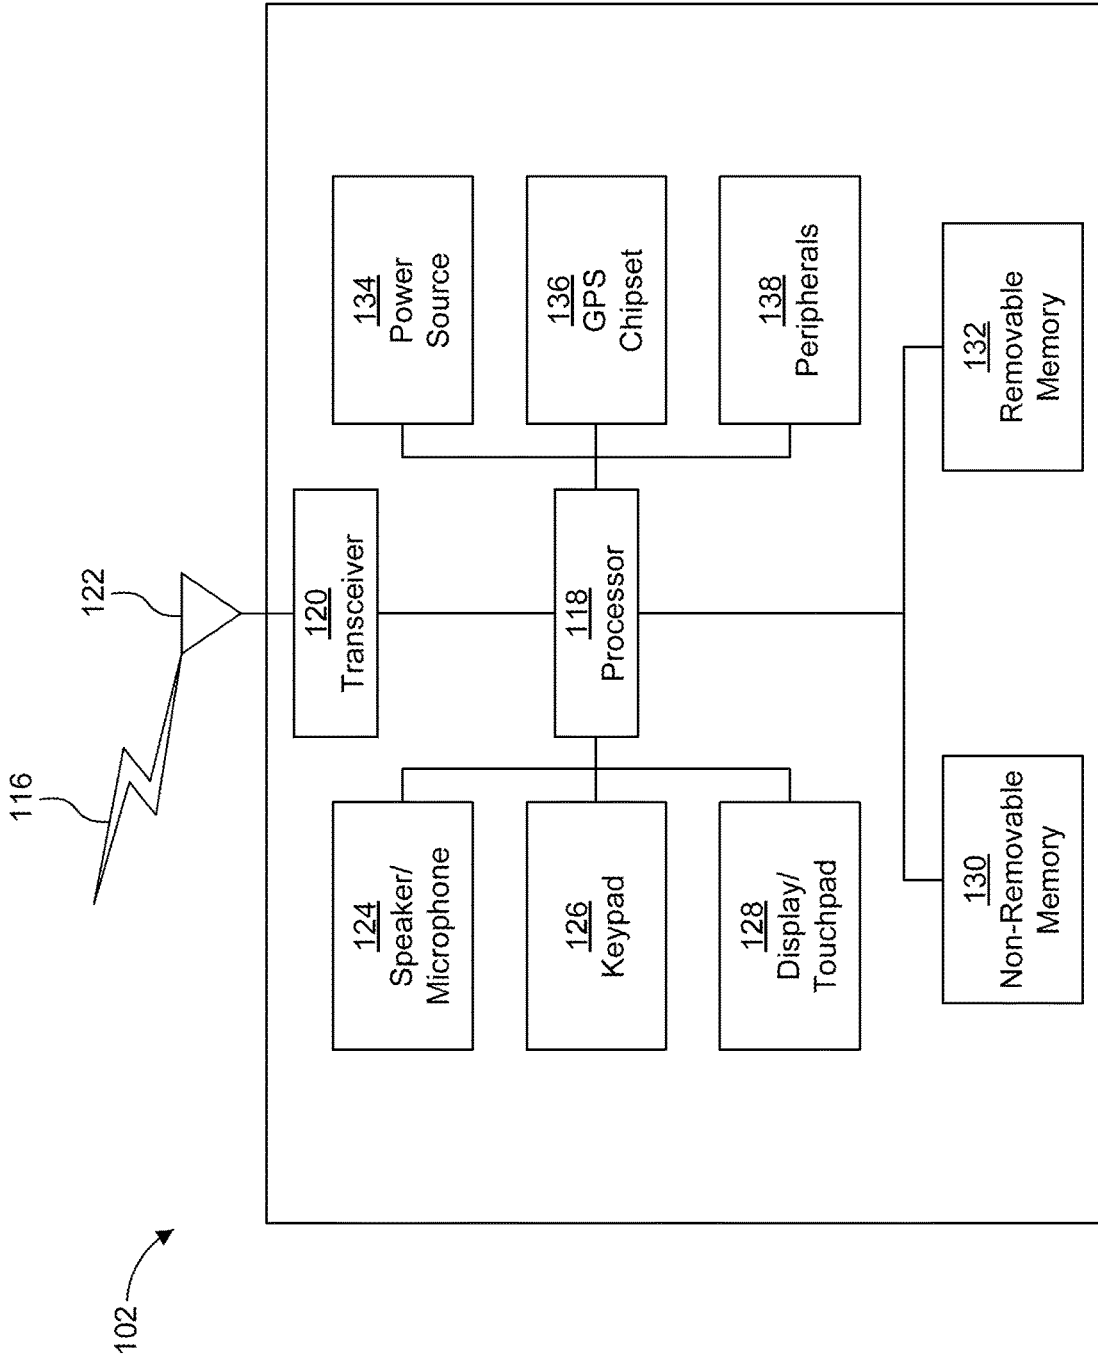 102
116
122
120
Transceiver
124
Speaker/
Microphone
134
Power
Source
126
Keypad
118
Processor
136
GPS
Chipset
128
Display/
Touchpad
138
Peripherals
130
Non-Removable
Memory
132
Removable
Memory